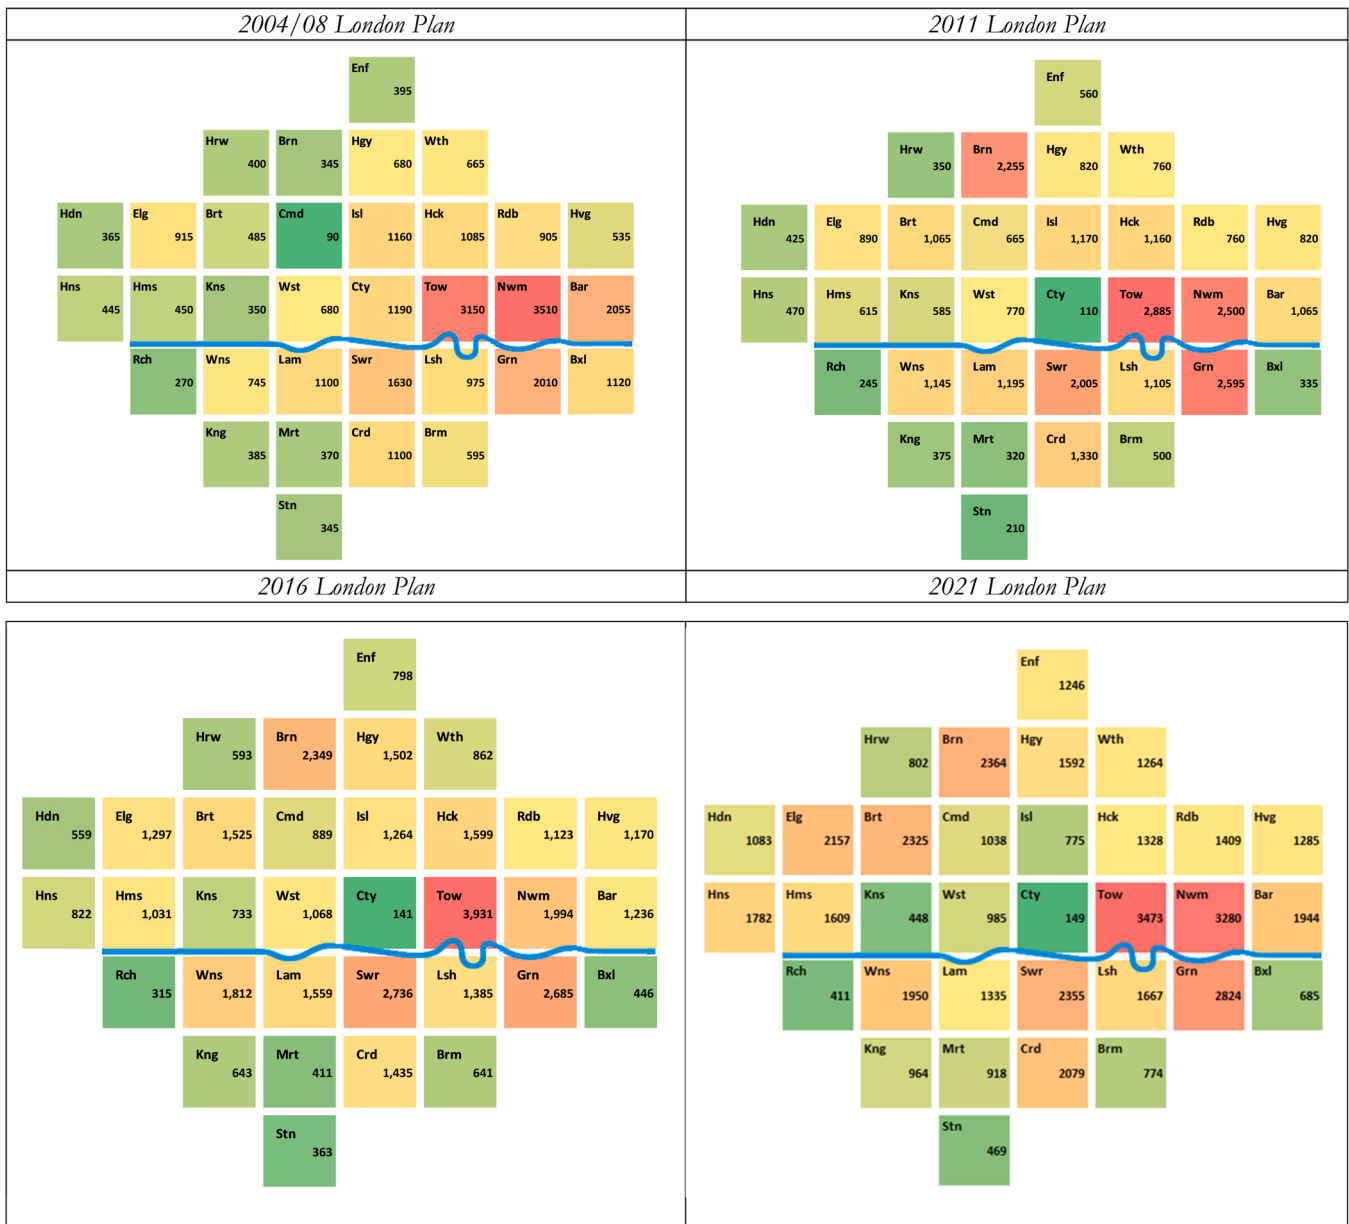 2004/08 London Plan
2011 London Plan
Enf
395
Hrw Brn Hgy Wth
400 345 680 665
Hdn Elg Brt Cmd Isl Hck Rdb Hvg
365 915 485 90 1160 1085 905 535
Hns Hms Kns Wst Cty Tow Nwm Bar
445 450 350 680 1190 3150 3510 2055
Rch Wns Lam Swr Lsh Grn Bxl
270 745 1100 1630 975 2010 1120
Kng Mrt Crd Brm
385 370 1100 595
Stn
345
Enf
560
Hrw Brn Hgy Wth
350 2,255 820 760
Hdn Elg Brt Cmd Isl Hck Rdb Hvg
425 890 1,065 665 1,170 1,160 760 820
Hns Hms Kns Wst Cty Tow Nwm Bar
470 615 585 770 110 2,885 2,500 1,065
Rch Wns Lam Swr Lsh Grn Bxl
245 1,145 1,195 2,005 1,105 2,595 335
Kng Mrt Crd Brm
375 320 1,330 500
Stn
210
2016 London Plan
2021 London Plan
Enf
798
Hrw Brn Hgy Wth
593 2,349 1,502 862
Hdn Elg Brt Cmd Isl Hck Rdb Hvg
559 1,297 1,525 889 1,264 1,599 1,123 1,170
Hns Hms Kns Wst Cty Tow Nwm Bar
822 1,031 733 1,068 141 3,931 1,994 1,236
Rch Wns Lam Swr Lsh Grn Bxl
315 1,812 1,559 2,736 1,385 2,685 446
Kng Mrt Crd Brm
643 411 1,435 641
Stn
363
Enf
1246
Hrw Brn Hgy Wth
802 2364 1592 1264
Hdn Elg Brt Cmd Isl Hck Rdb Hvg
1083 2157 2325 1038 775 1328 1409 1285
Hns Hms Kns Wst Cty Tow Nwm Bar
1782 1609 448 985 149 3473 3280 1944
Rch Wns Lam Swr Lsh Grn Bxl
411 1950 1335 2355 1667 2824 685
Kng Mrt Crd Brm
964 918 2079 774
Stn
469